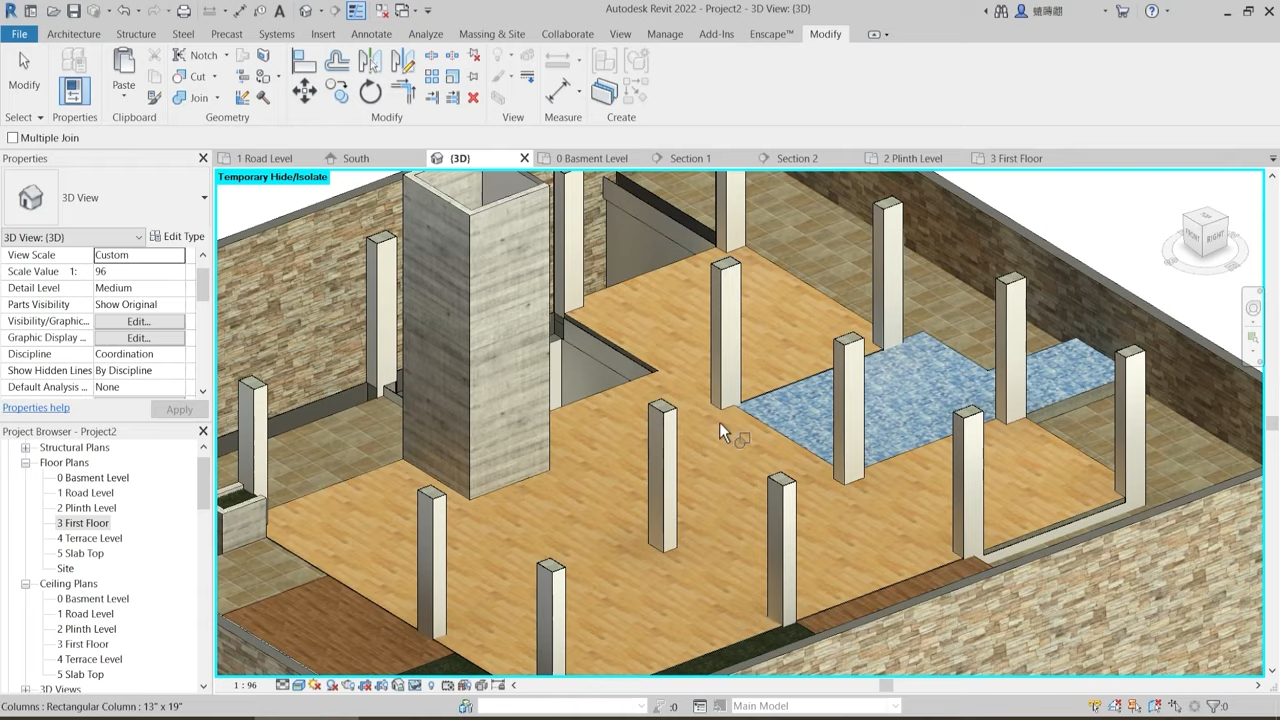 Autodesk Revit 2022 - Project2 - 3D View: {3D}
File Architecture Structure Steel Precast Systems Insert Annotate Analyze Massing & Site Collaborate View Manage Add-Ins Enscape™ Modify
Modify
Paste
Notch
Cut
Join
Select Properties Clipboard Geometry Modify View Measure Create
Multiple Join
Properties
1 Road Level South {3D} 0 Basment Level Section 1 Section 2 2 Plinth Level 3 First Floor
3D View
3D View: {3D} Edit Type
View Scale Custom
Scale Value 1: 96
Detail Level Medium
Parts Visibility Show Original
Visibility/Graphic... Edit...
Graphic Display ... Edit...
Discipline Coordination
Show Hidden Lines By Discipline
Default Analysis ... None
Properties help Apply
Project Browser - Project2
Structural Plans
Floor Plans
0 Basment Level
1 Road Level
2 Plinth Level
3 First Floor
4 Terrace Level
5 Slab Top
Site
Ceiling Plans
0 Basment Level
1 Road Level
2 Plinth Level
3 First Floor
4 Terrace Level
5 Slab Top
3D Views
Temporary Hide/Isolate
TOP
FRONT RIGHT
1 : 96
Columns : Rectangular Column : 13" x 19"
:0
Main Model
:0